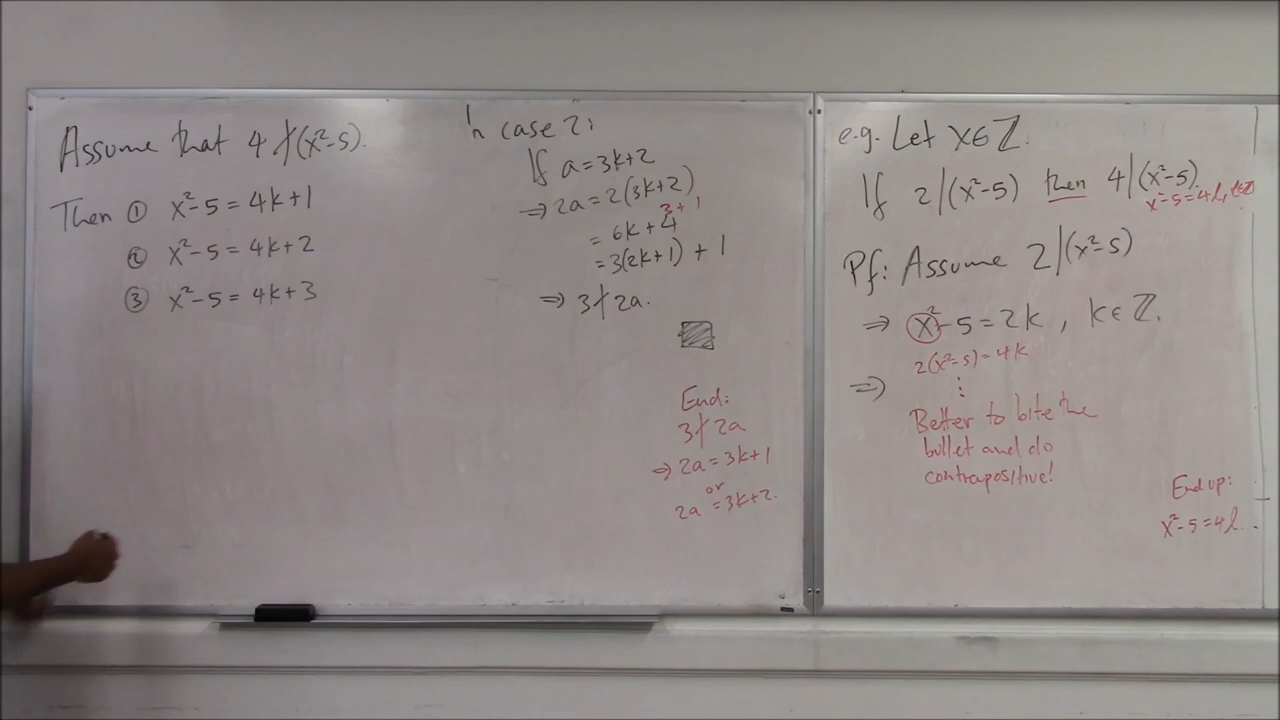 Assume that 4∤(x²-5).
Then ① x²-5 = 4k+1
② x²-5 = 4k+2
③ x²-5 = 4k+3
In case 2:
If a = 3k+2
⇒ 2a = 2(3k+2)
3+1
= 6k+4
= 3(2k+1) + 1
⇒ 3∤2a.
End:
3∤2a
⇒ 2a = 3k+1
or
2a = 3k+2.
e.g. Let x∈ℤ.
If 2|(x²-5) then 4|(x²-5).
x²-5=4l, l∈ℤ
Pf: Assume 2|(x²-5)
⇒ x²-5 = 2k, k∈ℤ.
2(x²-5) = 4k
⇒ ⋮
Better to bite the
bullet and do
contrapositive!
End up:
x²-5=4l...